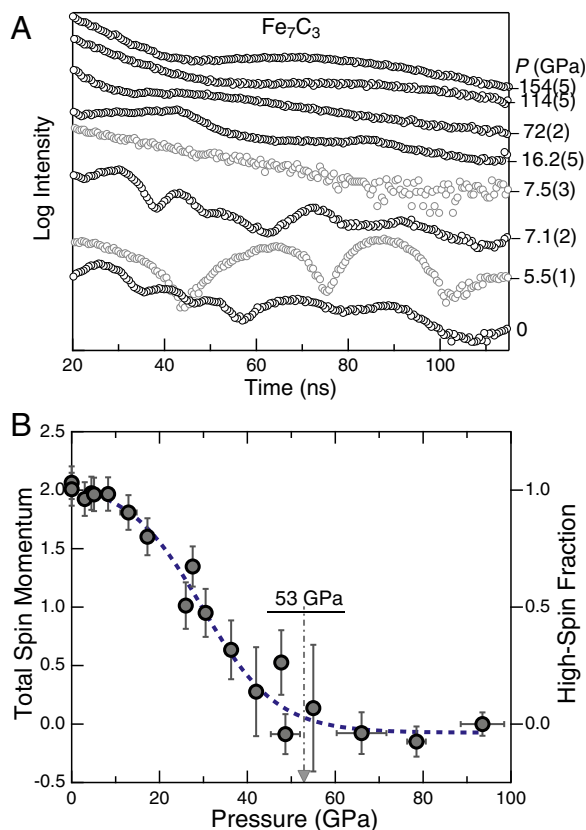 A
Fe7C3
P (GPa)
154(5)
114(5)
72(2)
16.2(5)
7.5(3)
7.1(2)
5.5(1)
0
Log Intensity
20 40 60 80 100
Time (ns)
B
2.5
2.0
1.5
1.0
0.5
0.0
-0.5
Total Spin Momentum
53 GPa
1.0
0.5
0.0
High-Spin Fraction
0 20 40 60 80 100
Pressure (GPa)